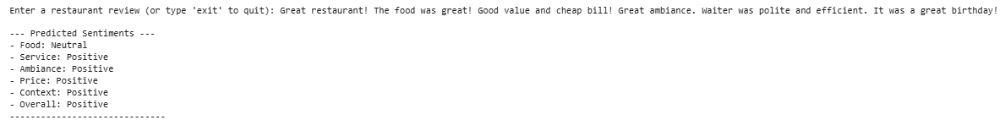 Enter a restaurant review (or type 'exit' to quit): Great restaurant! The food was great! Good value and cheap bill! Great ambiance. Waiter was polite and efficient. It was a great birthday!
--- Predicted Sentiments ---
- Food: Neutral
- Service: Positive
- Ambiance: Positive
- Price: Positive
- Context: Positive
- Overall: Positive
------------------------------